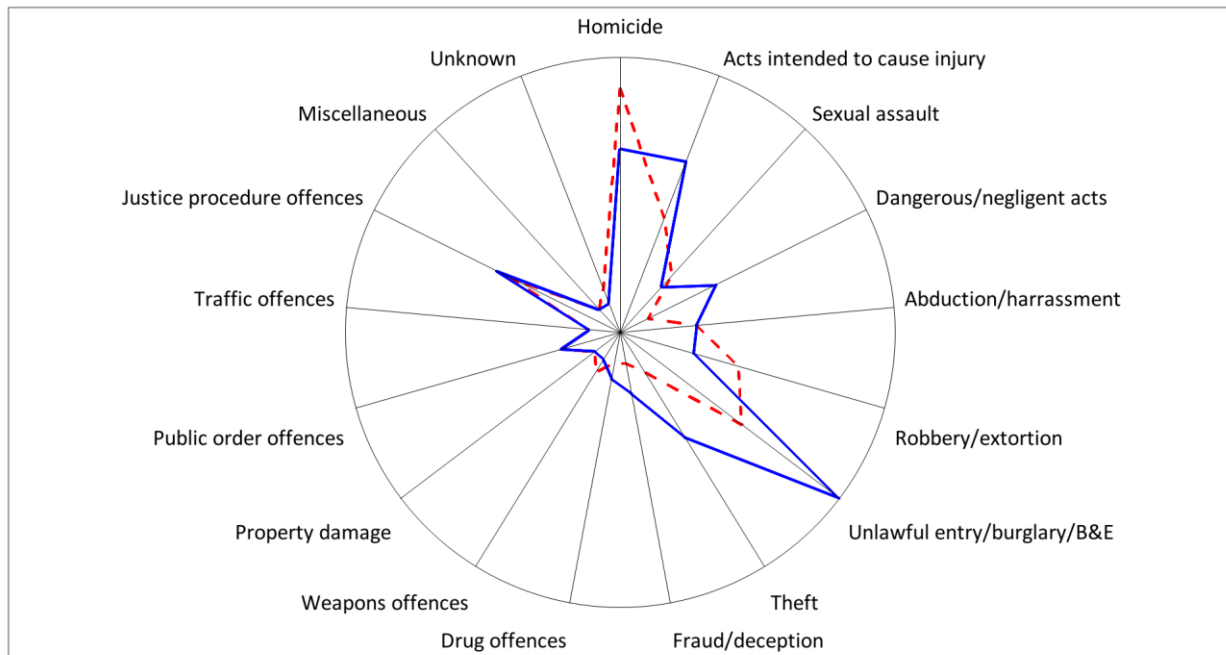 Homicide
Unknown
Acts intended to cause injury
Miscellaneous
Sexual assault
Justice procedure offences
Dangerous/negligent acts
Traffic offences
Abduction/harrassment
Public order offences
Robbery/extortion
Property damage
Unlawful entry/burglary/B&E
Weapons offences
Theft
Drug offences
Fraud/deception